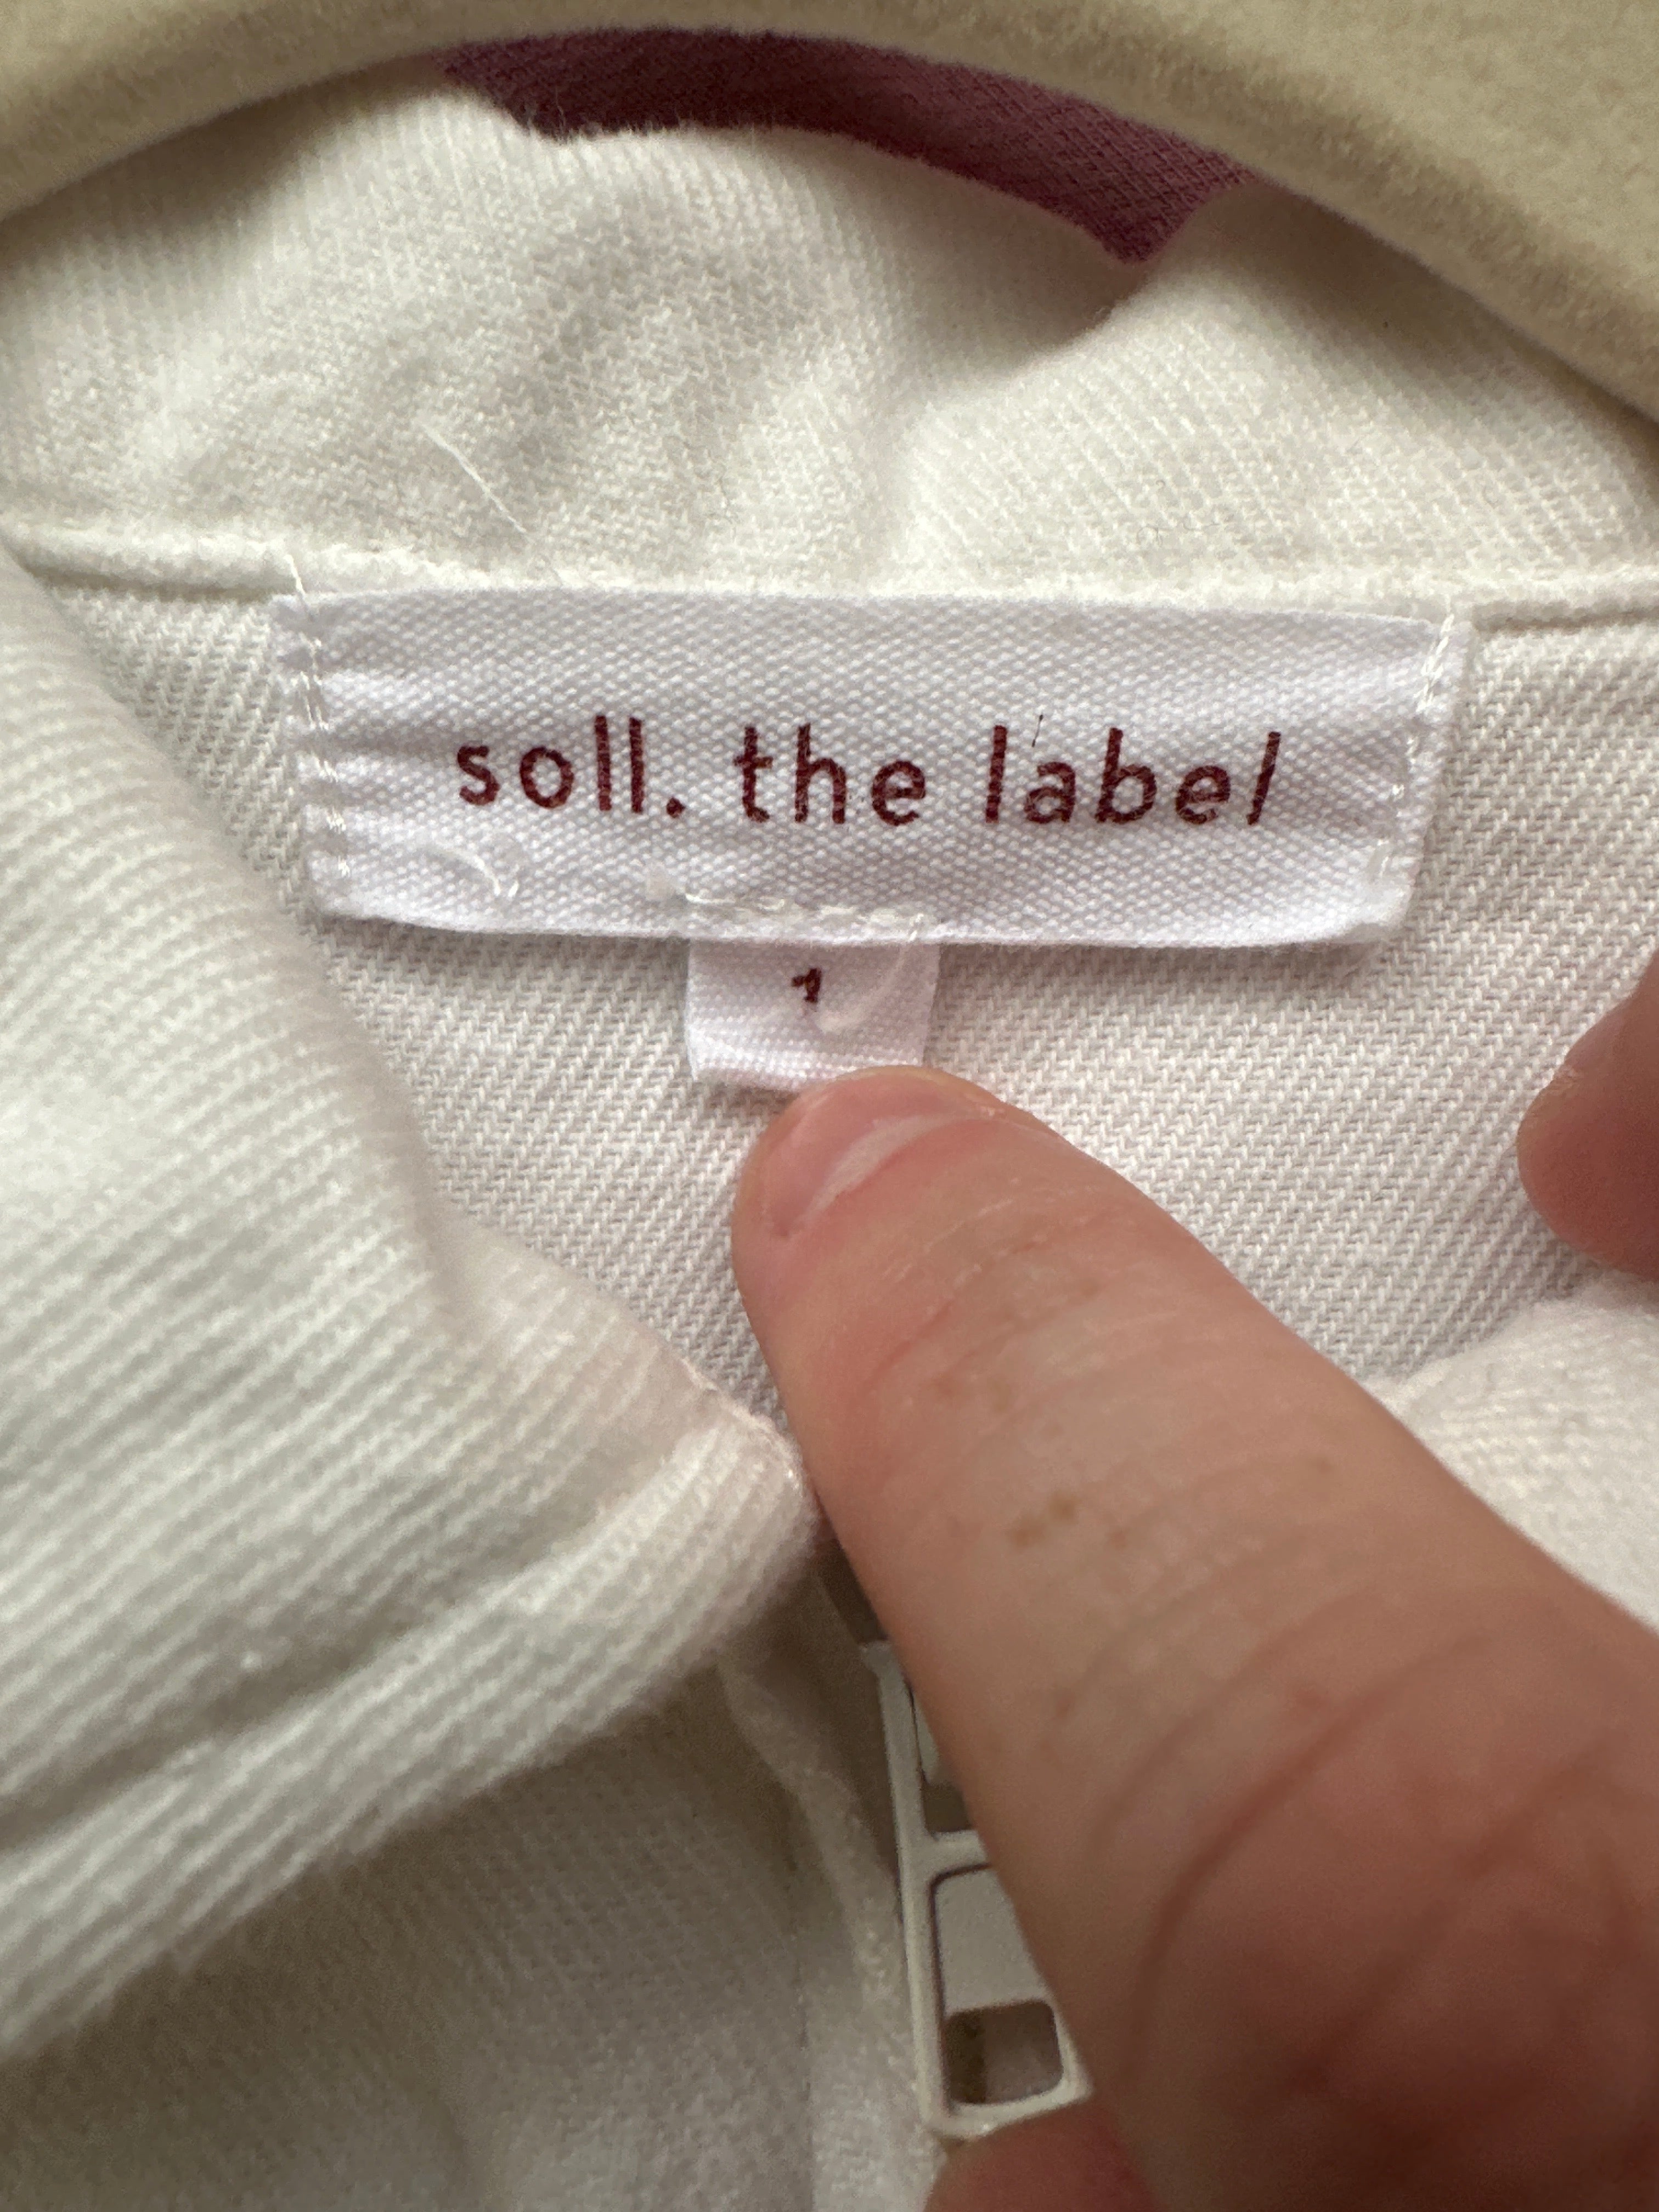 soll. the label
1